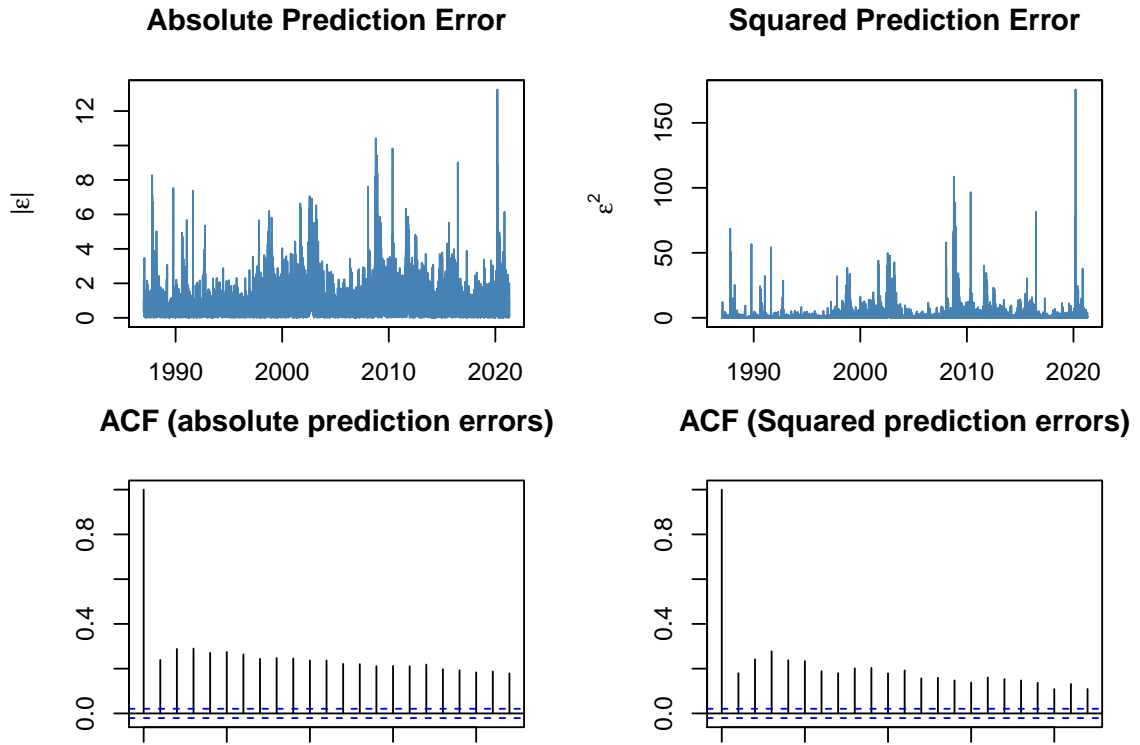 Absolute Prediction Error
|ε|
12
8
6
4
2
0
1990 2000 2010 2020
Squared Prediction Error
ε²
150
100
50
0
1990 2000 2010 2020
ACF (absolute prediction errors)
0.8
0.4
0.0
ACF (Squared prediction errors)
0.8
0.4
0.0